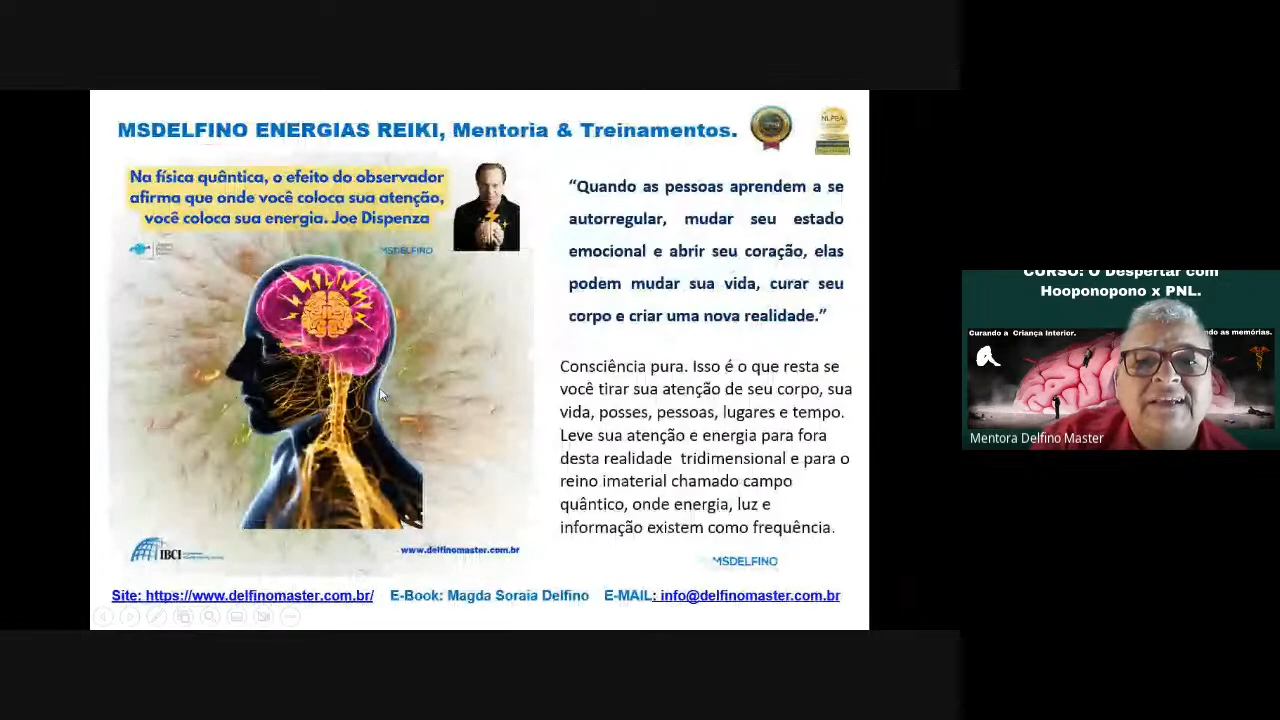 MSDELFINO ENERGIAS REIKI, Mentoria & Treinamentos.
NLPEA
Na física quântica, o efeito do observador
afirma que onde você coloca sua atenção,
você coloca sua energia. Joe Dispenza
MSDELFINO
“Quando as pessoas aprendem a se
autorregular, mudar seu estado
emocional e abrir seu coração, elas
podem mudar sua vida, curar seu
corpo e criar uma nova realidade.”
Consciência pura. Isso é o que resta se
você tirar sua atenção de seu corpo, sua
vida, posses, pessoas, lugares e tempo.
Leve sua atenção e energia para fora
desta realidade tridimensional e para o
reino imaterial chamado campo
quântico, onde energia, luz e
informação existem como frequência.
IBCI
www.delfinomaster.com.br
MSDELFINO
Site: https://www.delfinomaster.com.br/ E-Book: Magda Soraia Delfino E-MAIL: info@delfinomaster.com.br
CURSO: O Despertar com
Hooponopono x PNL.
Curando a Criança Interior.
as memórias.
Mentora Delfino Master